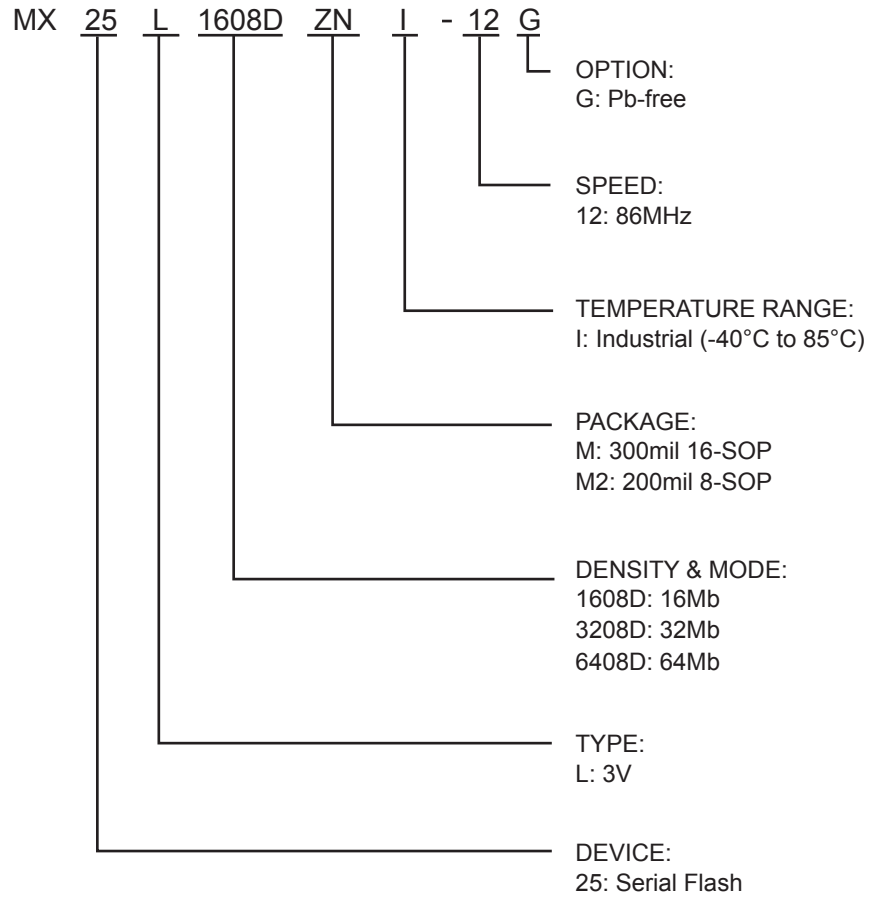 MX 25 L 1608D ZN I - 12 G
OPTION:
G: Pb-free
SPEED:
12: 86MHz
TEMPERATURE RANGE:
I: Industrial (-40°C to 85°C)
PACKAGE:
M: 300mil 16-SOP
M2: 200mil 8-SOP
DENSITY & MODE:
1608D: 16Mb
3208D: 32Mb
6408D: 64Mb
TYPE:
L: 3V
DEVICE:
25: Serial Flash